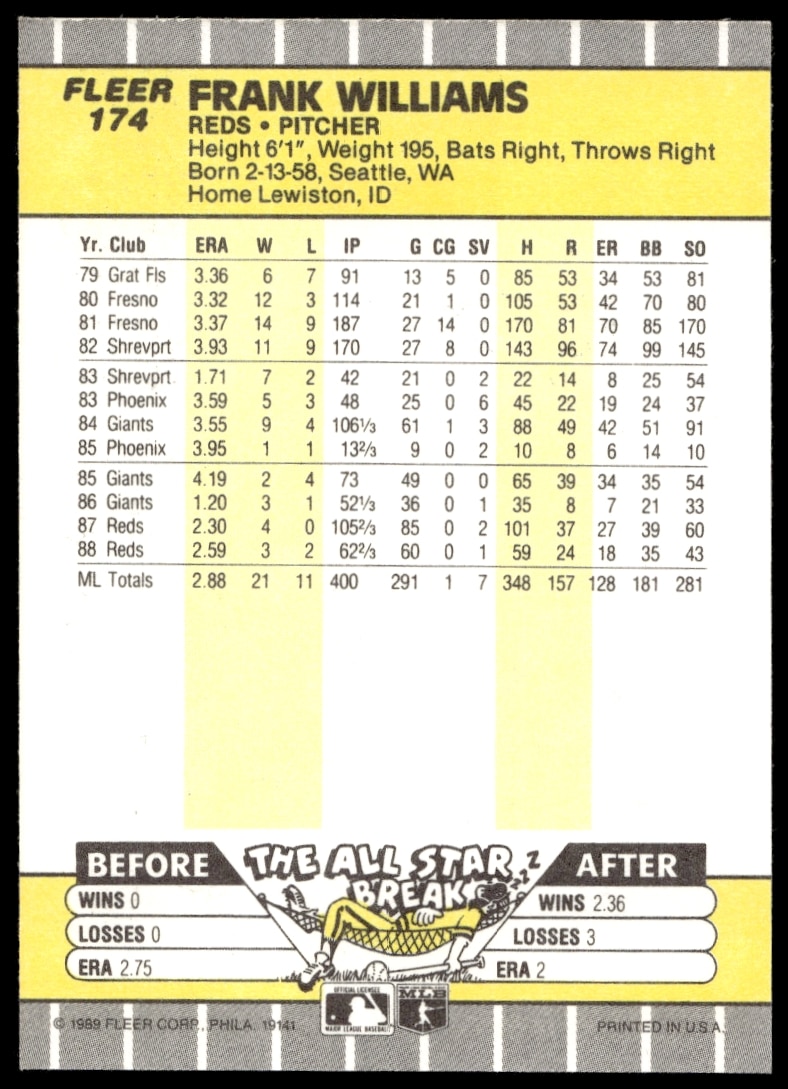 FLEER
174
FRANK WILLIAMS
REDS • PITCHER
Height 6'1", Weight 195, Bats Right, Throws Right
Born 2-13-58, Seattle, WA
Home Lewiston, ID
Yr. Club ERA W L IP G CG SV H R ER BB SO
79 Grat Fls 3.36 6 7 91 13 5 0 85 53 34 53 81
80 Fresno 3.32 12 3 114 21 1 0 105 53 42 70 80
81 Fresno 3.37 14 9 187 27 14 0 170 81 70 85 170
82 Shrevprt 3.93 11 9 170 27 8 0 143 96 74 99 145
83 Shrevprt 1.71 7 2 42 21 0 2 22 14 8 25 54
83 Phoenix 3.59 5 3 48 25 0 6 45 22 19 24 37
84 Giants 3.55 9 4 106⅓ 61 1 3 88 49 42 51 91
85 Phoenix 3.95 1 1 13⅔ 9 0 2 10 8 6 14 10
85 Giants 4.19 2 4 73 49 0 0 65 39 34 35 54
86 Giants 1.20 3 1 52⅓ 36 0 1 35 8 7 21 33
87 Reds 2.30 4 0 105⅔ 85 0 2 101 37 27 39 60
88 Reds 2.59 3 2 62⅔ 60 0 1 59 24 18 35 43
ML Totals 2.88 21 11 400 291 1 7 348 157 128 181 281
THE ALL STAR
BREAK
ZZZ
BEFORE
WINS 0
LOSSES 0
ERA 2.75
AFTER
WINS 2.36
LOSSES 3
ERA 2
OFFICIAL LICENSEE
MAJOR LEAGUE BASEBALL
MLB
© 1989 FLEER CORP., PHILA. 19141
PRINTED IN U.S.A.